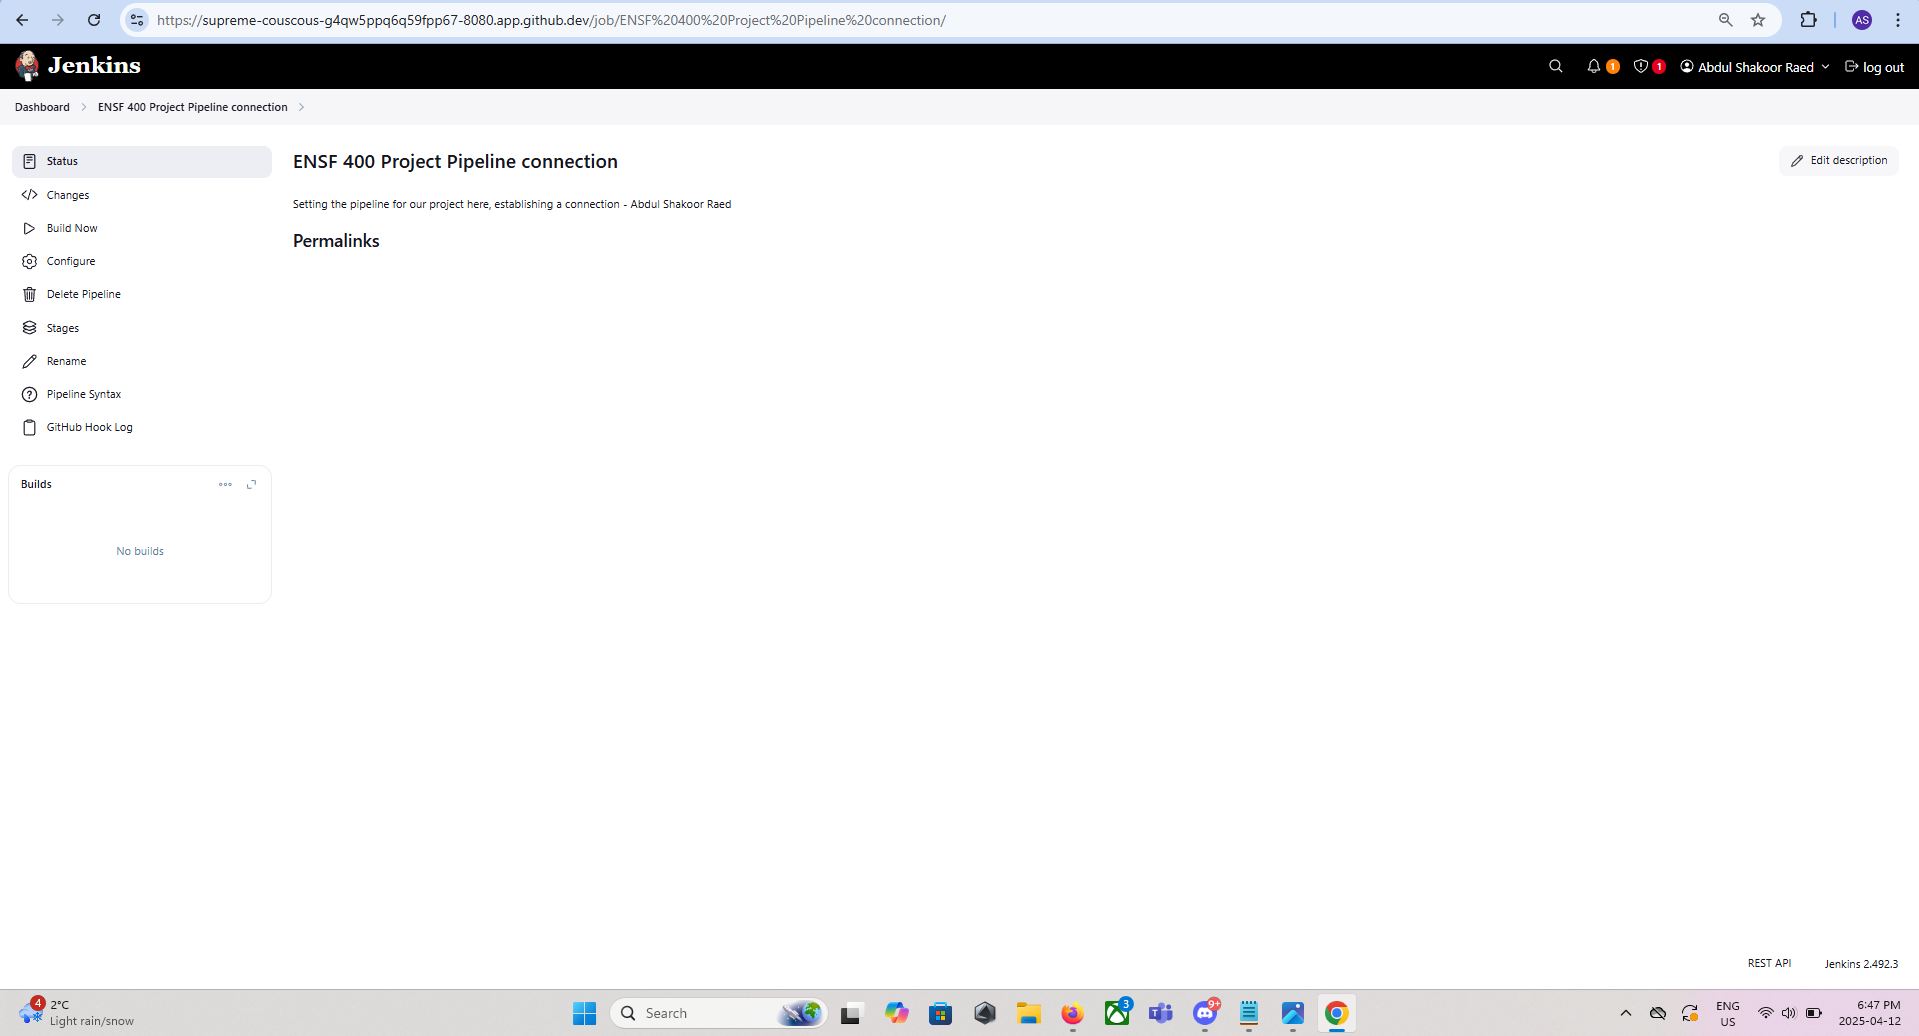 https://supreme-couscous-g4qw5ppq6q59fpp67-8080.app.github.dev/job/ENSF%20400%20Project%20Pipeline%20connection/
AS
Jenkins
1
1
Abdul Shakoor Raed
log out
Dashboard
ENSF 400 Project Pipeline connection
Status
Changes
Build Now
Configure
Delete Pipeline
Stages
Rename
Pipeline Syntax
GitHub Hook Log
Builds
No builds
ENSF 400 Project Pipeline connection
Edit description
Setting the pipeline for our project here, establishing a connection - Abdul Shakoor Raed
Permalinks
REST API
Jenkins 2.492.3
4
2°C
Light rain/snow
Search
3
9+
ENG
US
6:47 PM
2025-04-12